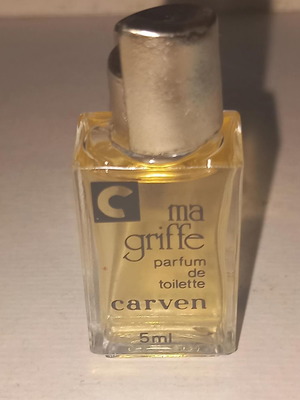 C
ma
griffe
parfum
de
toilette
carven
5ml